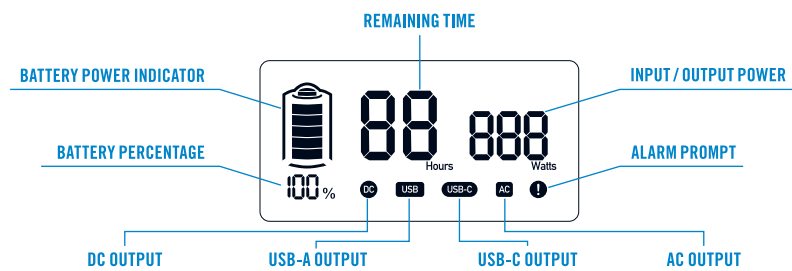 REMAINING TIME
BATTERY POWER INDICATOR
INPUT / OUTPUT POWER
88
Hours
888
Watts
BATTERY PERCENTAGE
ALARM PROMPT
100 %
DC
USB
USB-C
AC
!
DC OUTPUT
USB-A OUTPUT
USB-C OUTPUT
AC OUTPUT